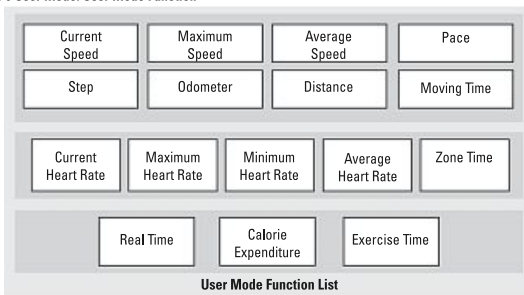 User Mode: User Mode Function
Current Speed
Maximum Speed
Average Speed
Pace
Step
Odometer
Distance
Moving Time
Current Heart Rate
Maximum Heart Rate
Minimum Heart Rate
Average Heart Rate
Zone Time
Real Time
Calorie Expenditure
Exercise Time
User Mode Function List